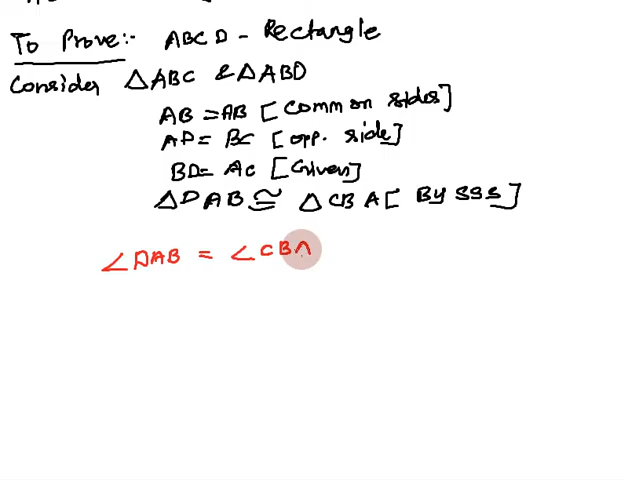 To Prove:- ABCD - Rectangle
Consider △ABC & △ABD
AB = AB [Common sides]
AD = BC [opp. side]
BD = AC [Given]
△DAB ≅ △CBA [By SSS]
∠DAB = ∠CBA